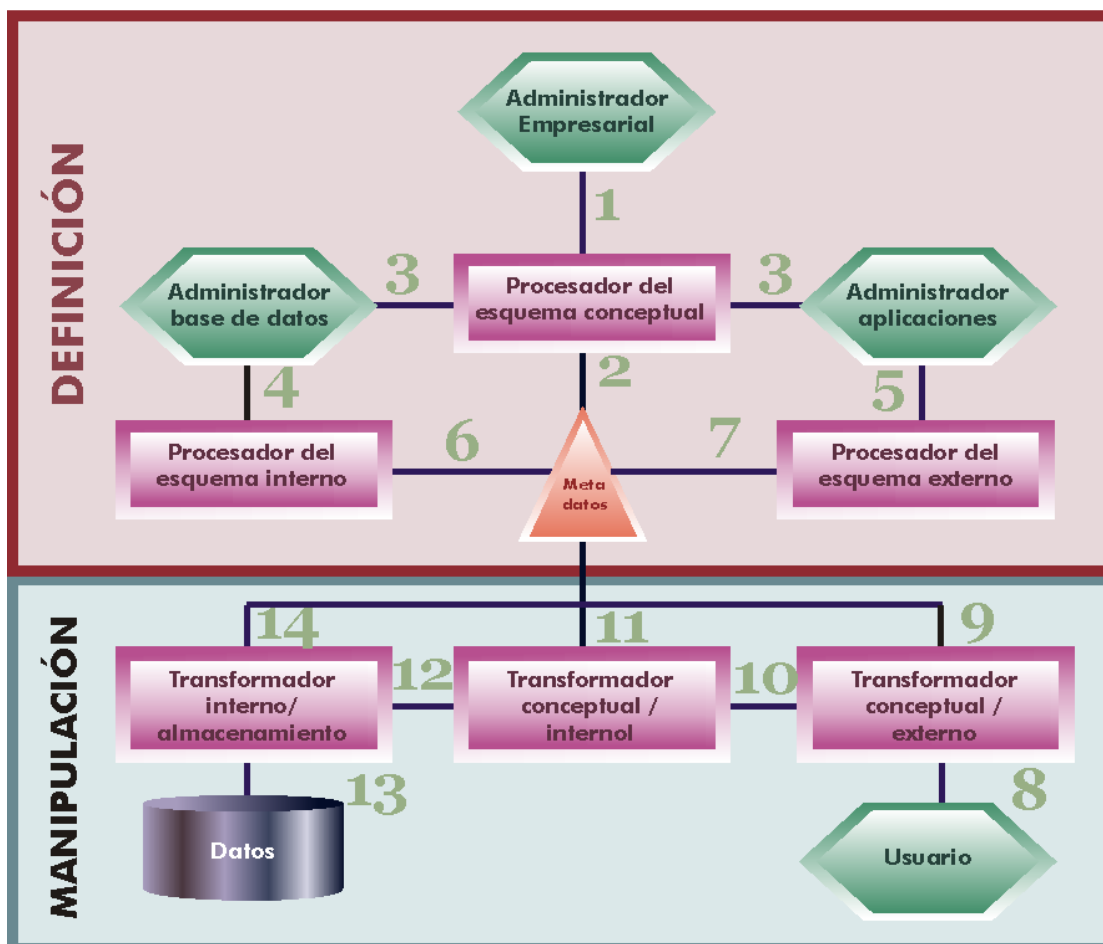 DEFINICIÓN
Administrador
Empresarial
1
Administrador
base de datos
3
Procesador del
esquema conceptual
3
Administrador
aplicaciones
4
2
5
Procesador del
esquema interno
6
Meta
datos
7
Procesador del
esquema externo
MANIPULACIÓN
14
11
9
Transformador
interno/
almacenamiento
12
Transformador
conceptual /
internol
10
Transformador
conceptual /
externo
13
8
Datos
Usuario